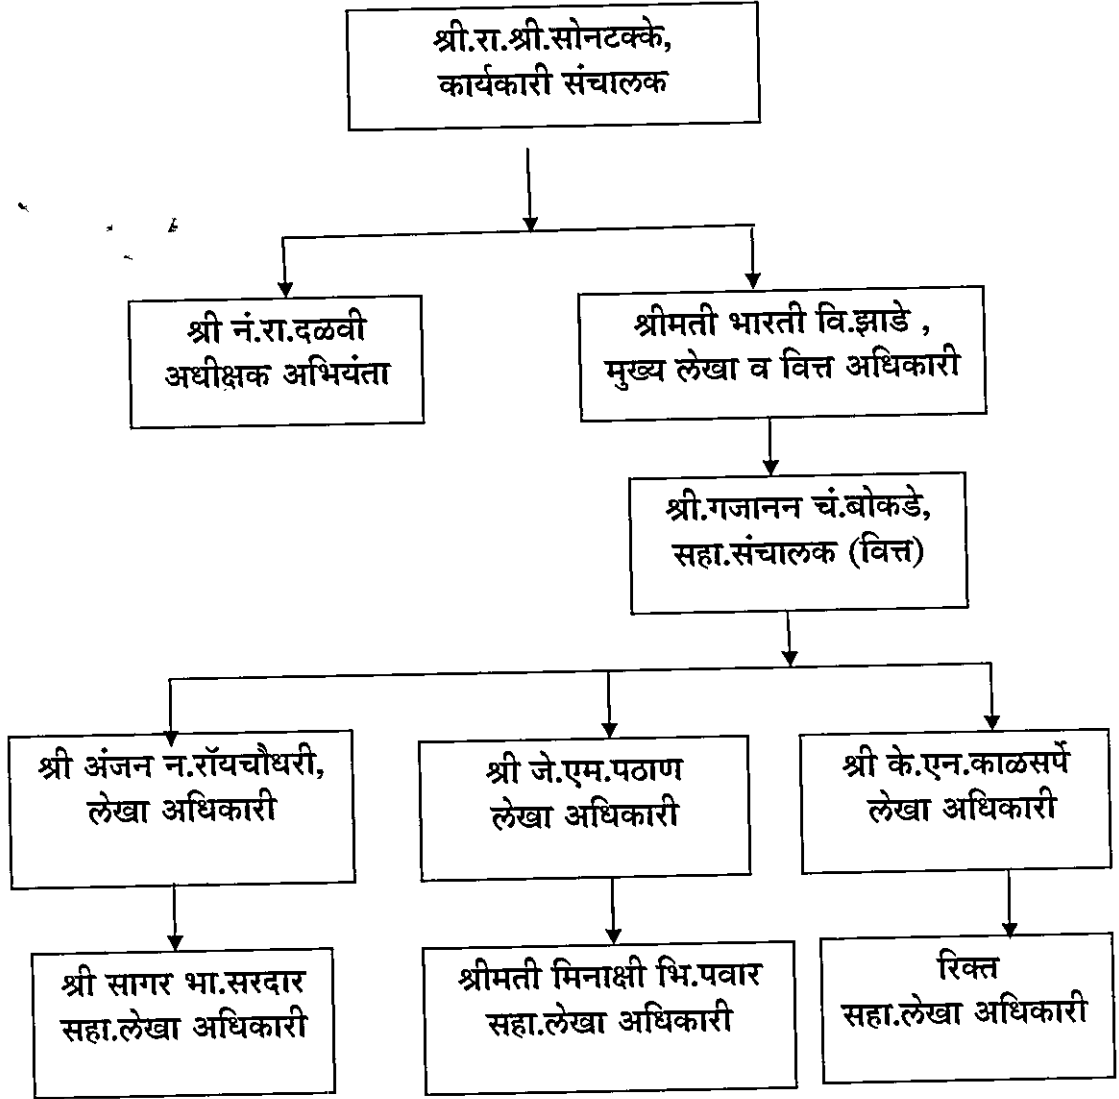 श्री.रा.श्री.सोनटक्के,
कार्यकारी संचालक
श्री नं.रा.दळवी
अधीक्षक अभियंता
श्रीमती भारती वि.झाडे ,
मुख्य लेखा व वित्त अधिकारी
श्री.गजानन चं.बोकडे,
सहा.संचालक (वित्त)
श्री अंजन न.रॉयचौधरी,
लेखा अधिकारी
श्री जे.एम.पठाण
लेखा अधिकारी
श्री के.एन.काळसर्पे
लेखा अधिकारी
श्री सागर भा.सरदार
सहा.लेखा अधिकारी
श्रीमती मिनाक्षी भि.पवार
सहा.लेखा अधिकारी
रिक्त
सहा.लेखा अधिकारी